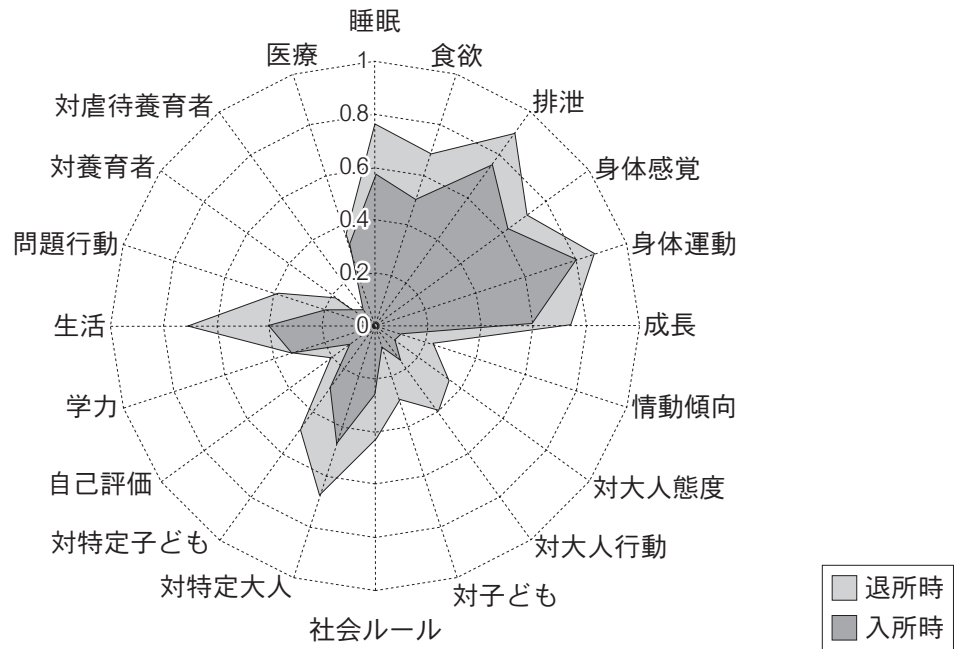 睡眠
食欲
排泄
身体感覚
身体運動
成長
情動傾向
対大人態度
対大人行動
対子ども
社会ルール
対特定大人
対特定子ども
自己評価
学力
生活
問題行動
対養育者
対虐待養育者
医療
1
0.8
0.6
0.4
0.2
0
退所時
入所時